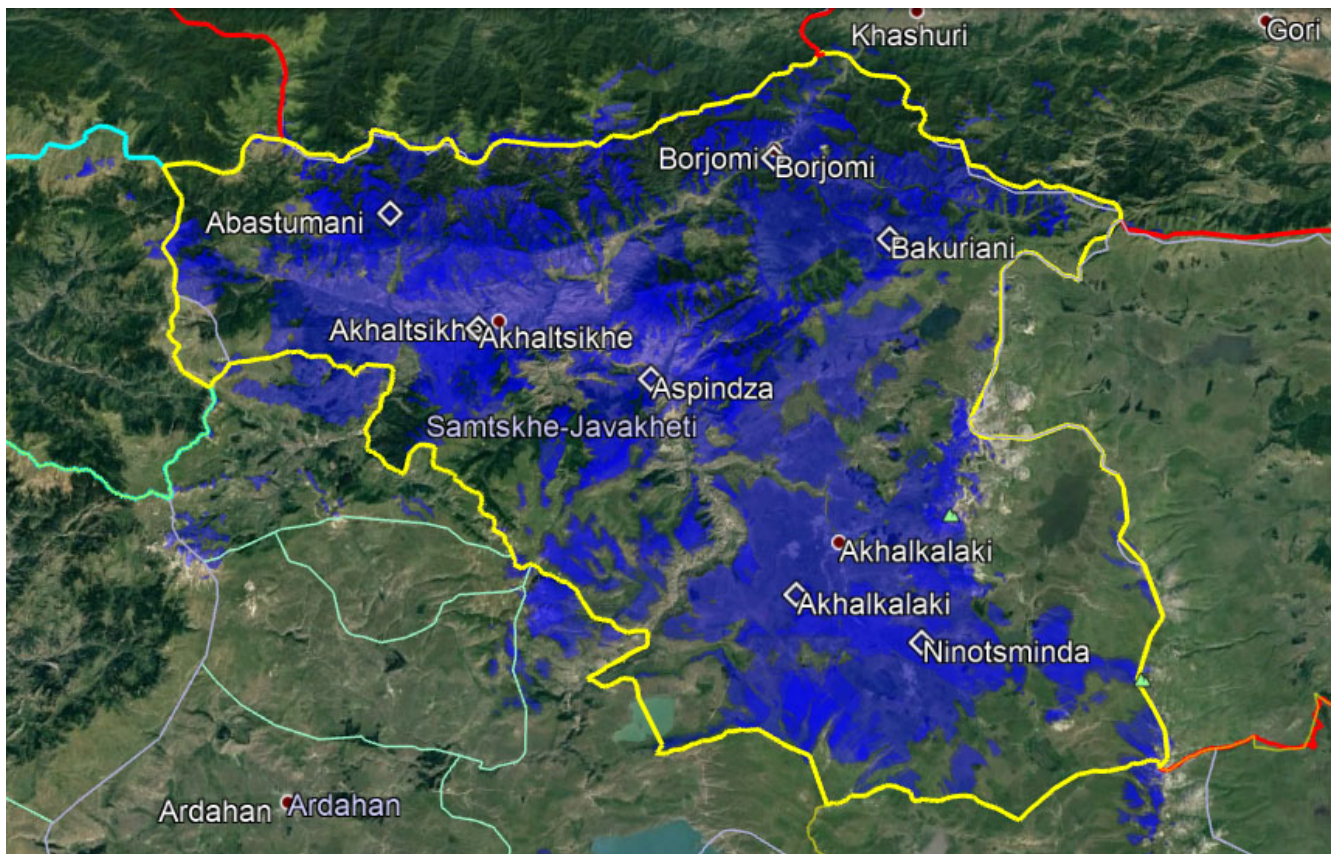 Khashuri
Gori
Borjomi
Borjomi
Abastumani
Bakuriani
Akhaltsikhe
Akhaltsikhe
Aspindza
Samtskhe-Javakheti
Akhalkalaki
Akhalkalaki
Ninotsminda
Ardahan
Ardahan